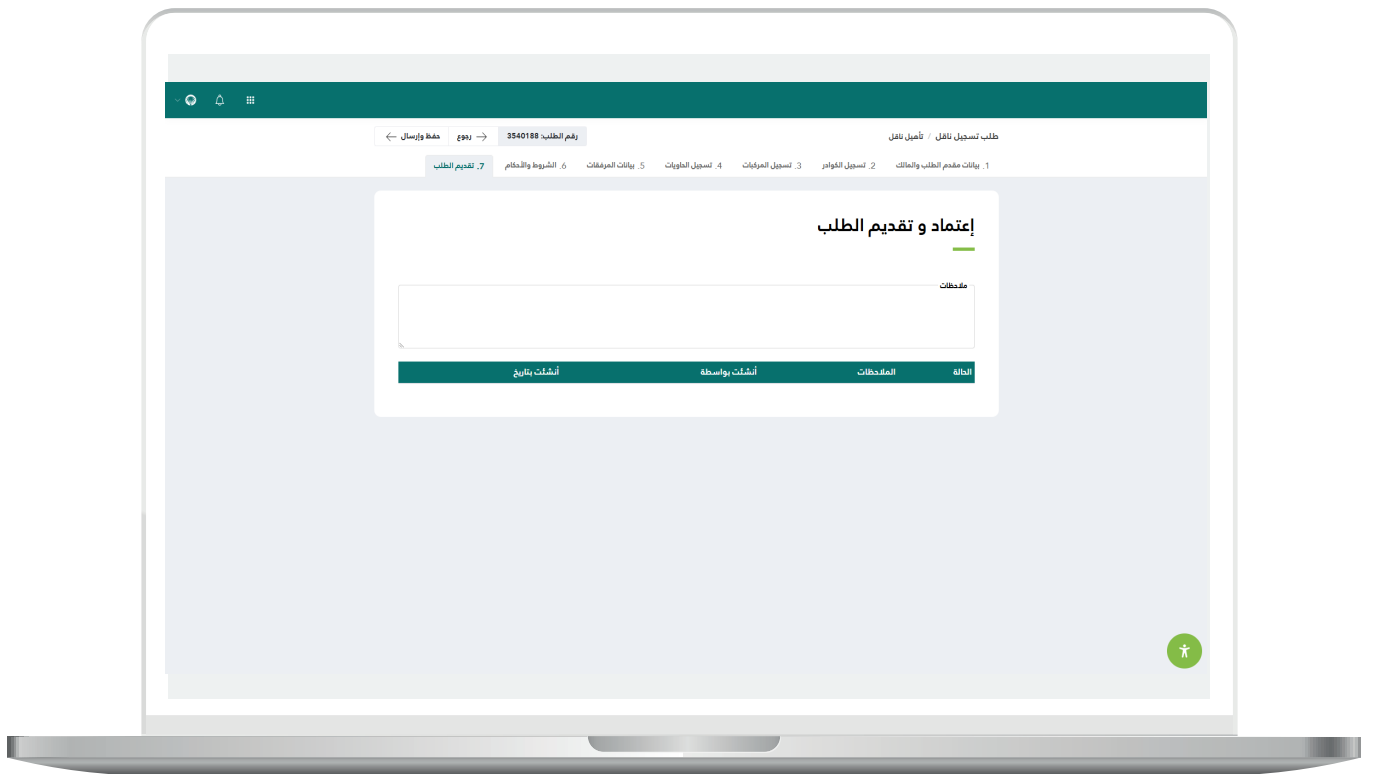 طلب تسجيل ناقل / تأهيل ناقل
رقم الطلب: 3540188
رجوع
حفظ وإرسال
1. بيانات مقدم الطلب والمالك
2. تسجيل الكوادر
3. تسجيل المركبات
4. تسجيل الحاويات
5. بيانات المرفقات
6. الشروط والأحكام
7. تقديم الطلب
إعتماد و تقديم الطلب
ملاحظات
الحالة الملاحظات أنشئت بواسطة أنشئت بتاريخ